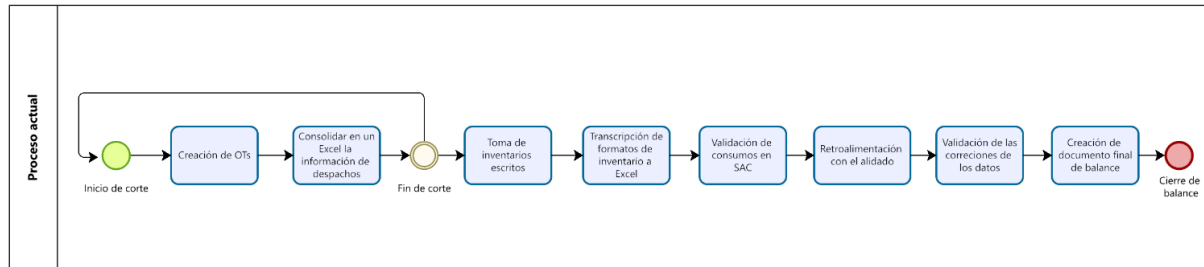 Proceso actual
Inicio de corte
Creación de OTs
Consolidar en un
Excel la
información de
despachos
Fin de corte
Toma de
inventarios
escritos
Transcripción de
formatos de
inventario a
Excel
Validación de
consumos en
SAC
Retroalimentación
con el alidado
Validación de las
correciones de
los datos
Creación de
documento final
de balance
Cierre de
balance